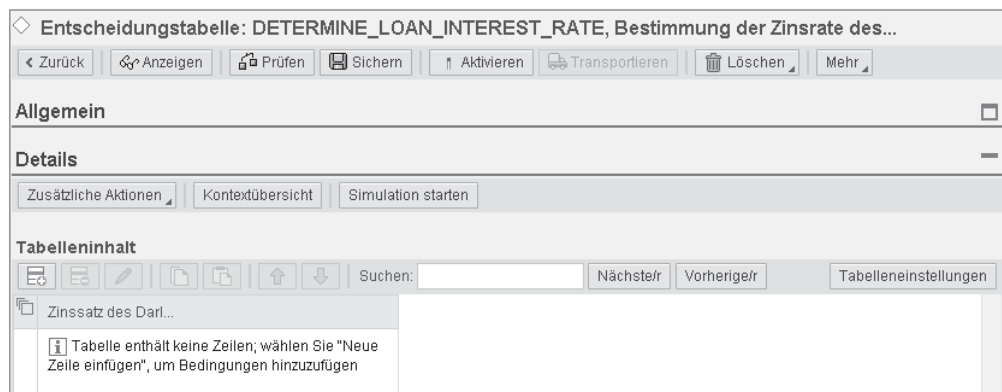 Entscheidungstabelle: DETERMINE_LOAN_INTEREST_RATE, Bestimmung der Zinsrate des...
Zurück Anzeigen Prüfen Sichern Aktivieren Transportieren Löschen Mehr
Allgemein
Details
Zusätzliche Aktionen Kontextübersicht Simulation starten
Tabelleninhalt
Suchen: Nächste/r Vorherige/r Tabelleneinstellungen
Zinssatz des Darl...
Tabelle enthält keine Zeilen; wählen Sie "Neue
Zeile einfügen", um Bedingungen hinzuzufügen